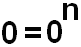 0 = 0ⁿ